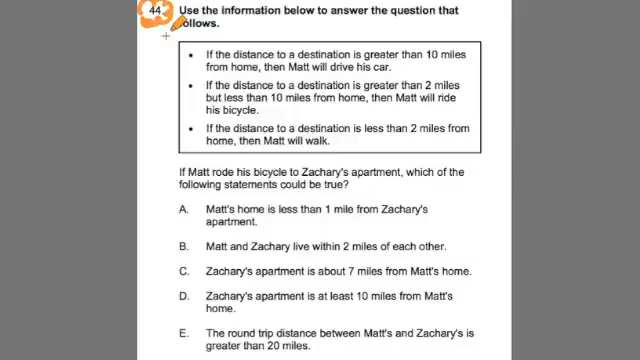 44. Use the information below to answer the question that
follows.
• If the distance to a destination is greater than 10 miles
from home, then Matt will drive his car.
• If the distance to a destination is greater than 2 miles
but less than 10 miles from home, then Matt will ride
his bicycle.
• If the distance to a destination is less than 2 miles from
home, then Matt will walk.
If Matt rode his bicycle to Zachary's apartment, which of the
following statements could be true?
A. Matt's home is less than 1 mile from Zachary's
apartment.
B. Matt and Zachary live within 2 miles of each other.
C. Zachary's apartment is about 7 miles from Matt's home.
D. Zachary's apartment is at least 10 miles from Matt's
home.
E. The round trip distance between Matt's and Zachary's is
greater than 20 miles.